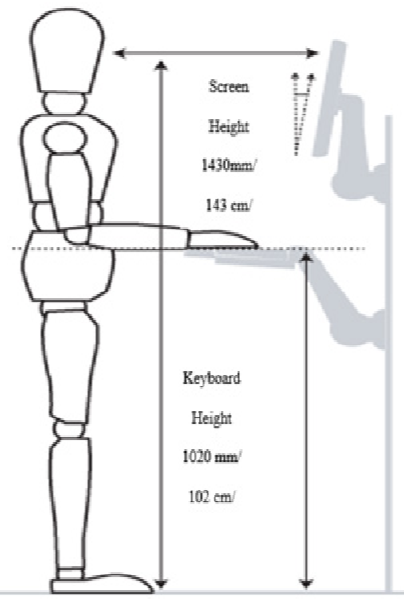 Screen
Height
1430mm/
143 cm/
Keyboard
Height
1020 mm/
102 cm/